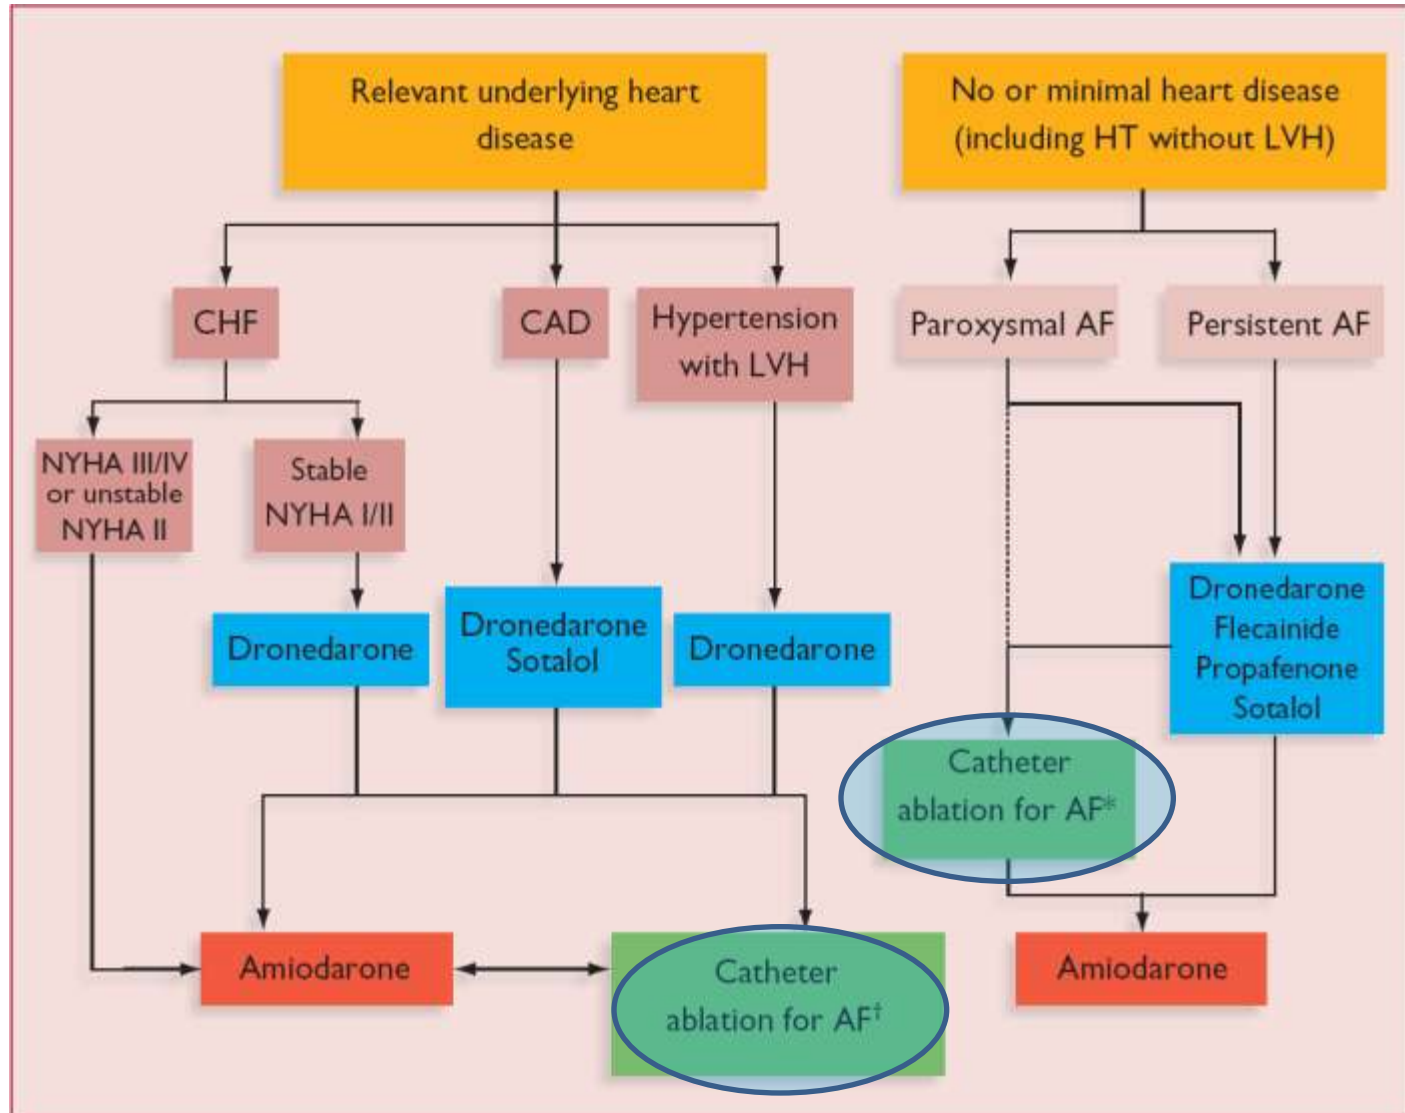 Relevant underlying heart
disease
No or minimal heart disease
(including HT without LVH)
CHF
CAD
Hypertension
with LVH
Paroxysmal AF
Persistent AF
NYHA III/IV
or unstable
NYHA II
Stable
NYHA I/II
Dronedarone
Dronedarone
Sotalol
Dronedarone
Dronedarone
Flecainide
Propafenone
Sotalol
Catheter
ablation for AF*
Amiodarone
Catheter
ablation for AF†
Amiodarone